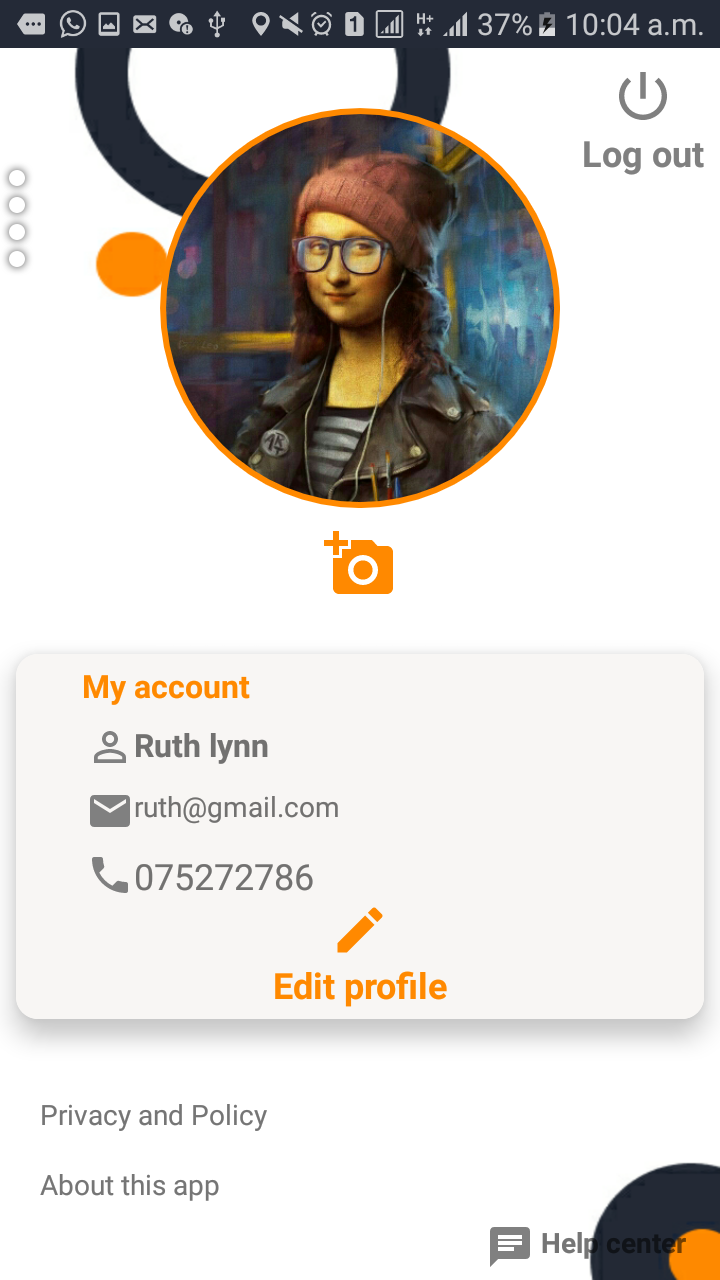 1 H+ 37% 10:04 a.m.
Log out
My account
Ruth lynn
ruth@gmail.com
075272786
Edit profile
Privacy and Policy
About this app
Help center